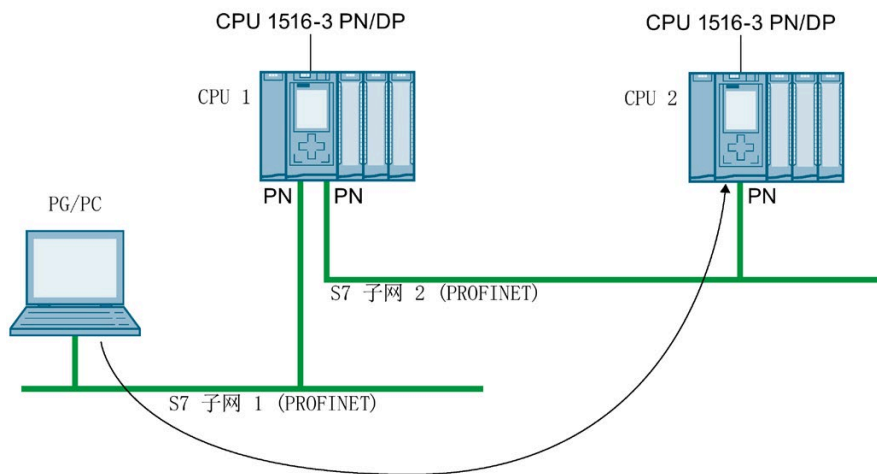 CPU 1516-3 PN/DP
CPU 1516-3 PN/DP
CPU 1
CPU 2
PN
PN
PN
PG/PC
S7 子网 2 (PROFINET)
S7 子网 1 (PROFINET)